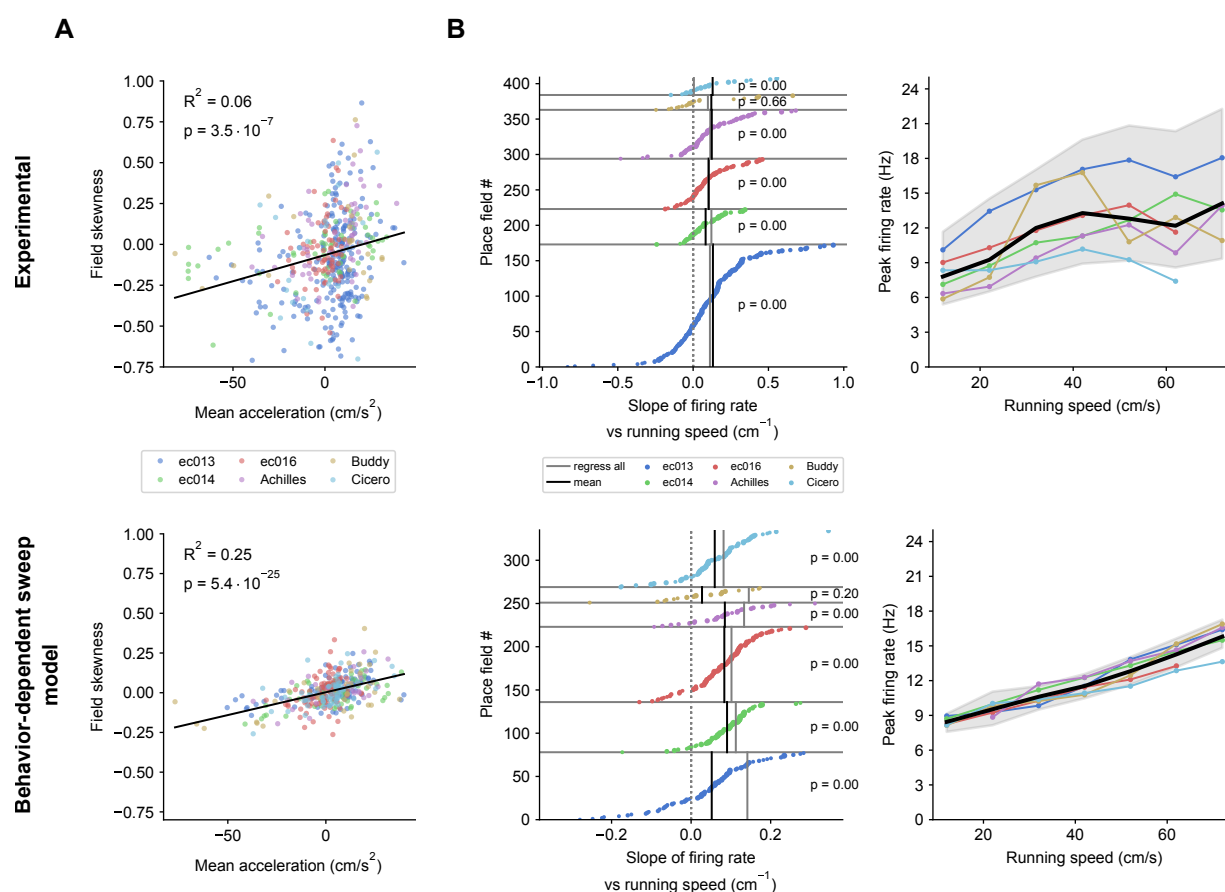 A
B
Experimental
Field skewness
1.00
0.75
0.50
0.25
0.00
−0.25
−0.50
−0.75
R² = 0.06
p = 3.5 · 10⁻⁷
−50
0
Mean acceleration (cm/s²)
Place field #
400
350
300
250
200
150
100
50
0
p = 0.00
p = 0.66
p = 0.00
p = 0.00
p = 0.00
p = 0.00
−1.0
−0.5
0.0
0.5
1.0
Slope of firing rate
vs running speed (cm⁻¹)
Peak firing rate (Hz)
24
21
18
15
12
9
6
3
0
20
40
60
Running speed (cm/s)
ec013
ec016
Buddy
ec014
Achilles
Cicero
regress all
ec013
ec016
Buddy
mean
ec014
Achilles
Cicero
Behavior-dependent sweep
model
Field skewness
1.00
0.75
0.50
0.25
0.00
−0.25
−0.50
−0.75
R² = 0.25
p = 5.4 · 10⁻²⁵
−50
0
Mean acceleration (cm/s²)
Place field #
300
250
200
150
100
50
0
p = 0.00
p = 0.20
p = 0.00
p = 0.00
p = 0.00
p = 0.00
−0.2
0.0
0.2
Slope of firing rate
vs running speed (cm⁻¹)
Peak firing rate (Hz)
24
21
18
15
12
9
6
3
0
20
40
60
Running speed (cm/s)